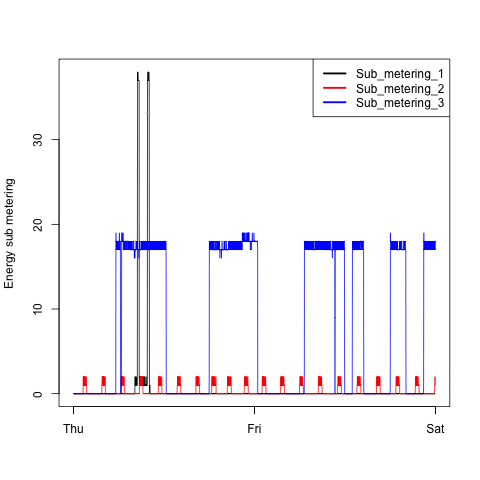 Sub_metering_1
Sub_metering_2
Sub_metering_3
Energy sub metering
30
20
10
0
Thu Fri Sat